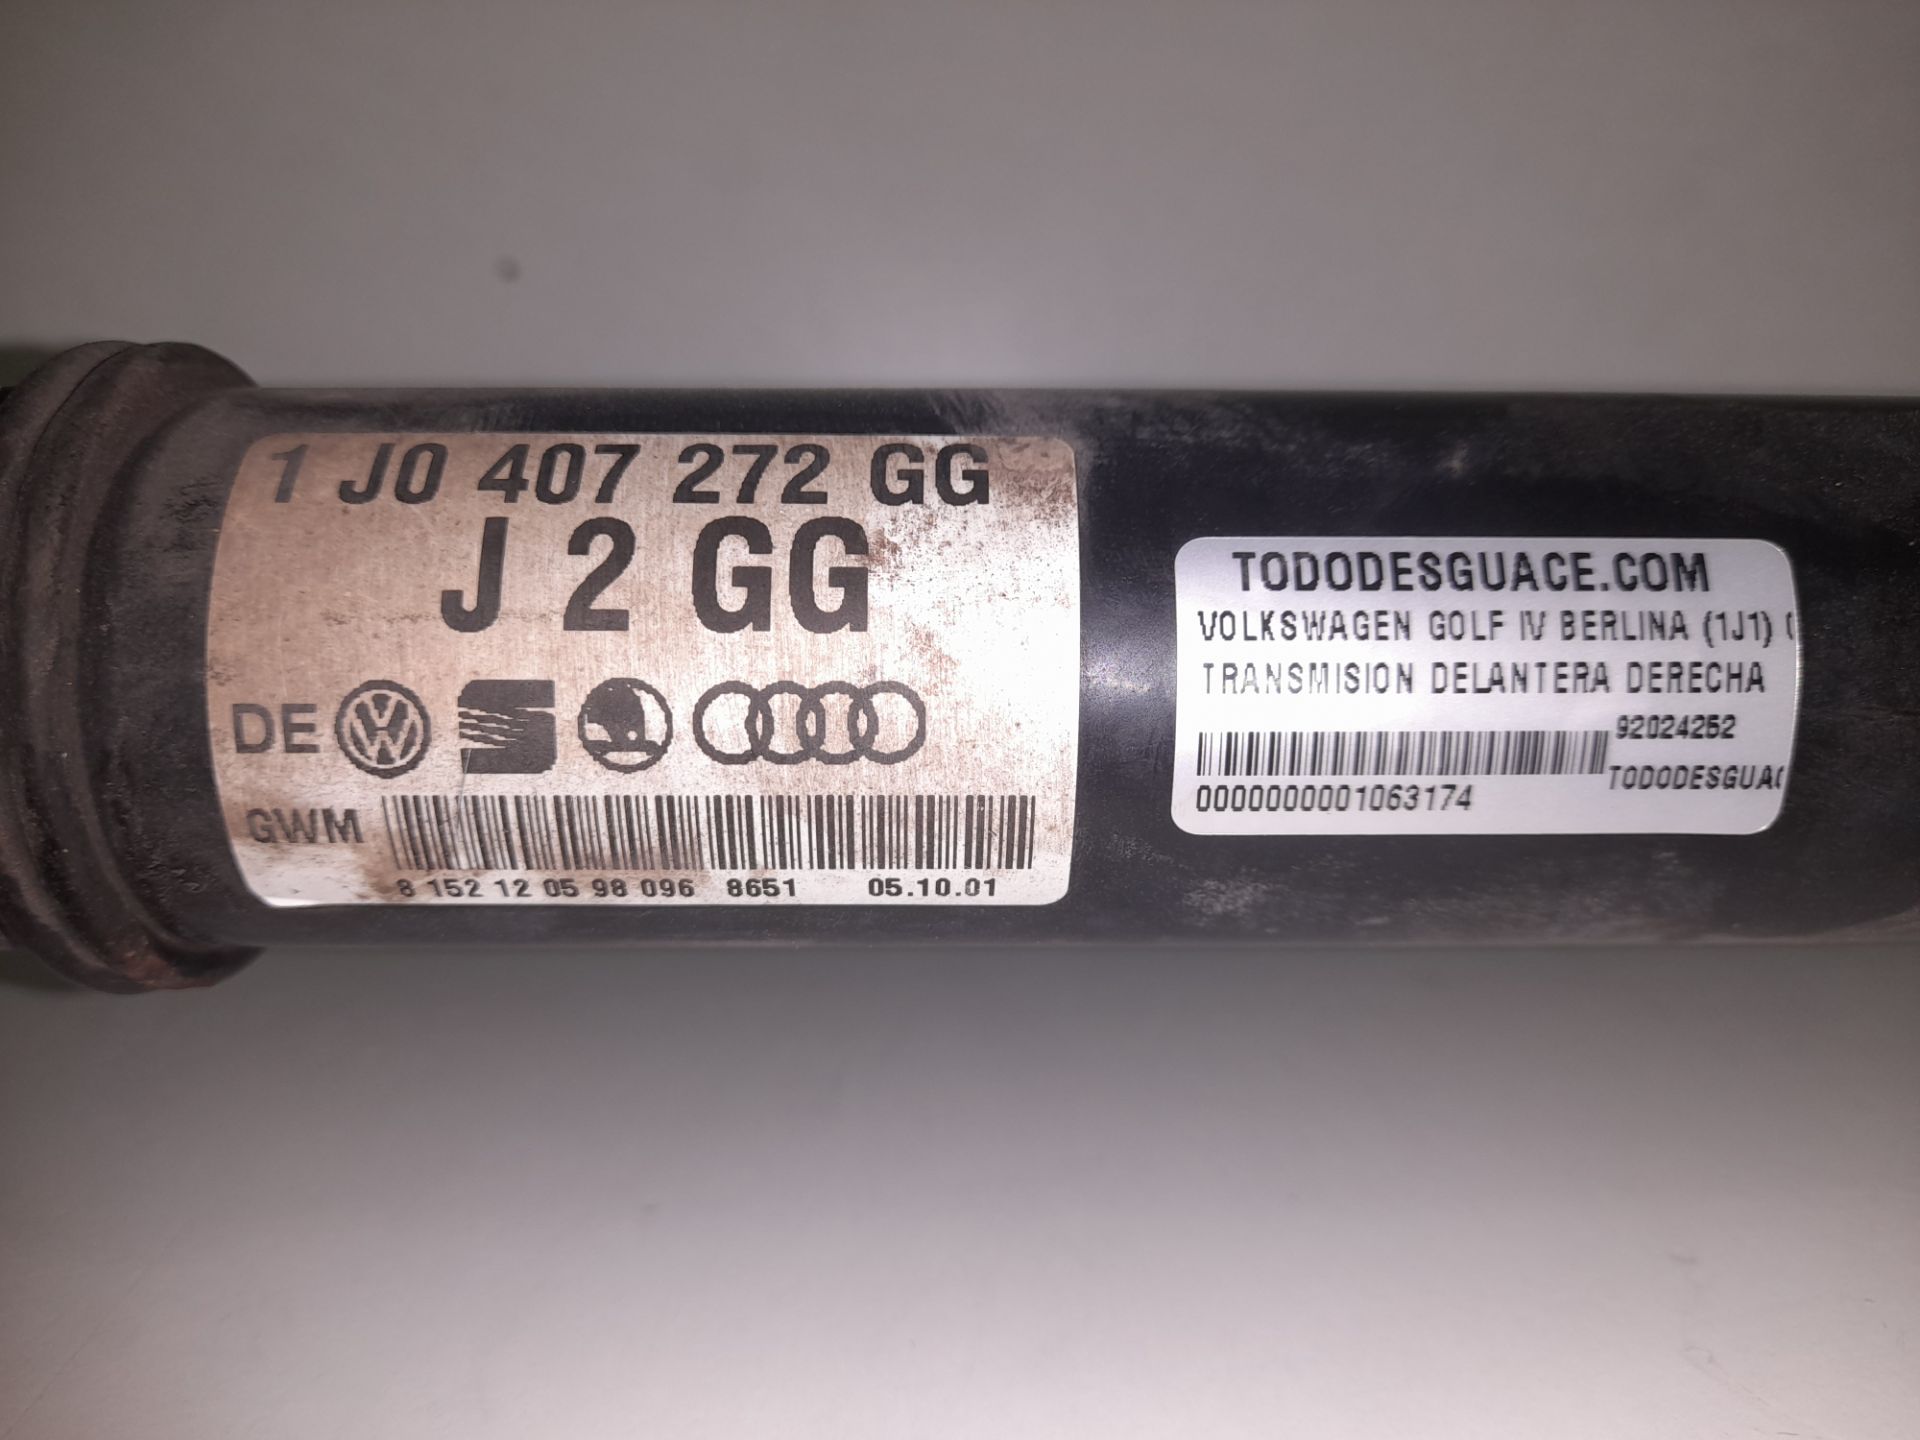 1 J0 407 272 GG
J 2 GG
DE
GWM
8 152 12 05 98 096 8651 05.10.01
TODODESGUACE.COM
VOLKSWAGEN GOLF IV BERLINA (1J1)
TRANSMISION DELANTERA DERECHA
92024252
0000000001063174
TODODESGUAC